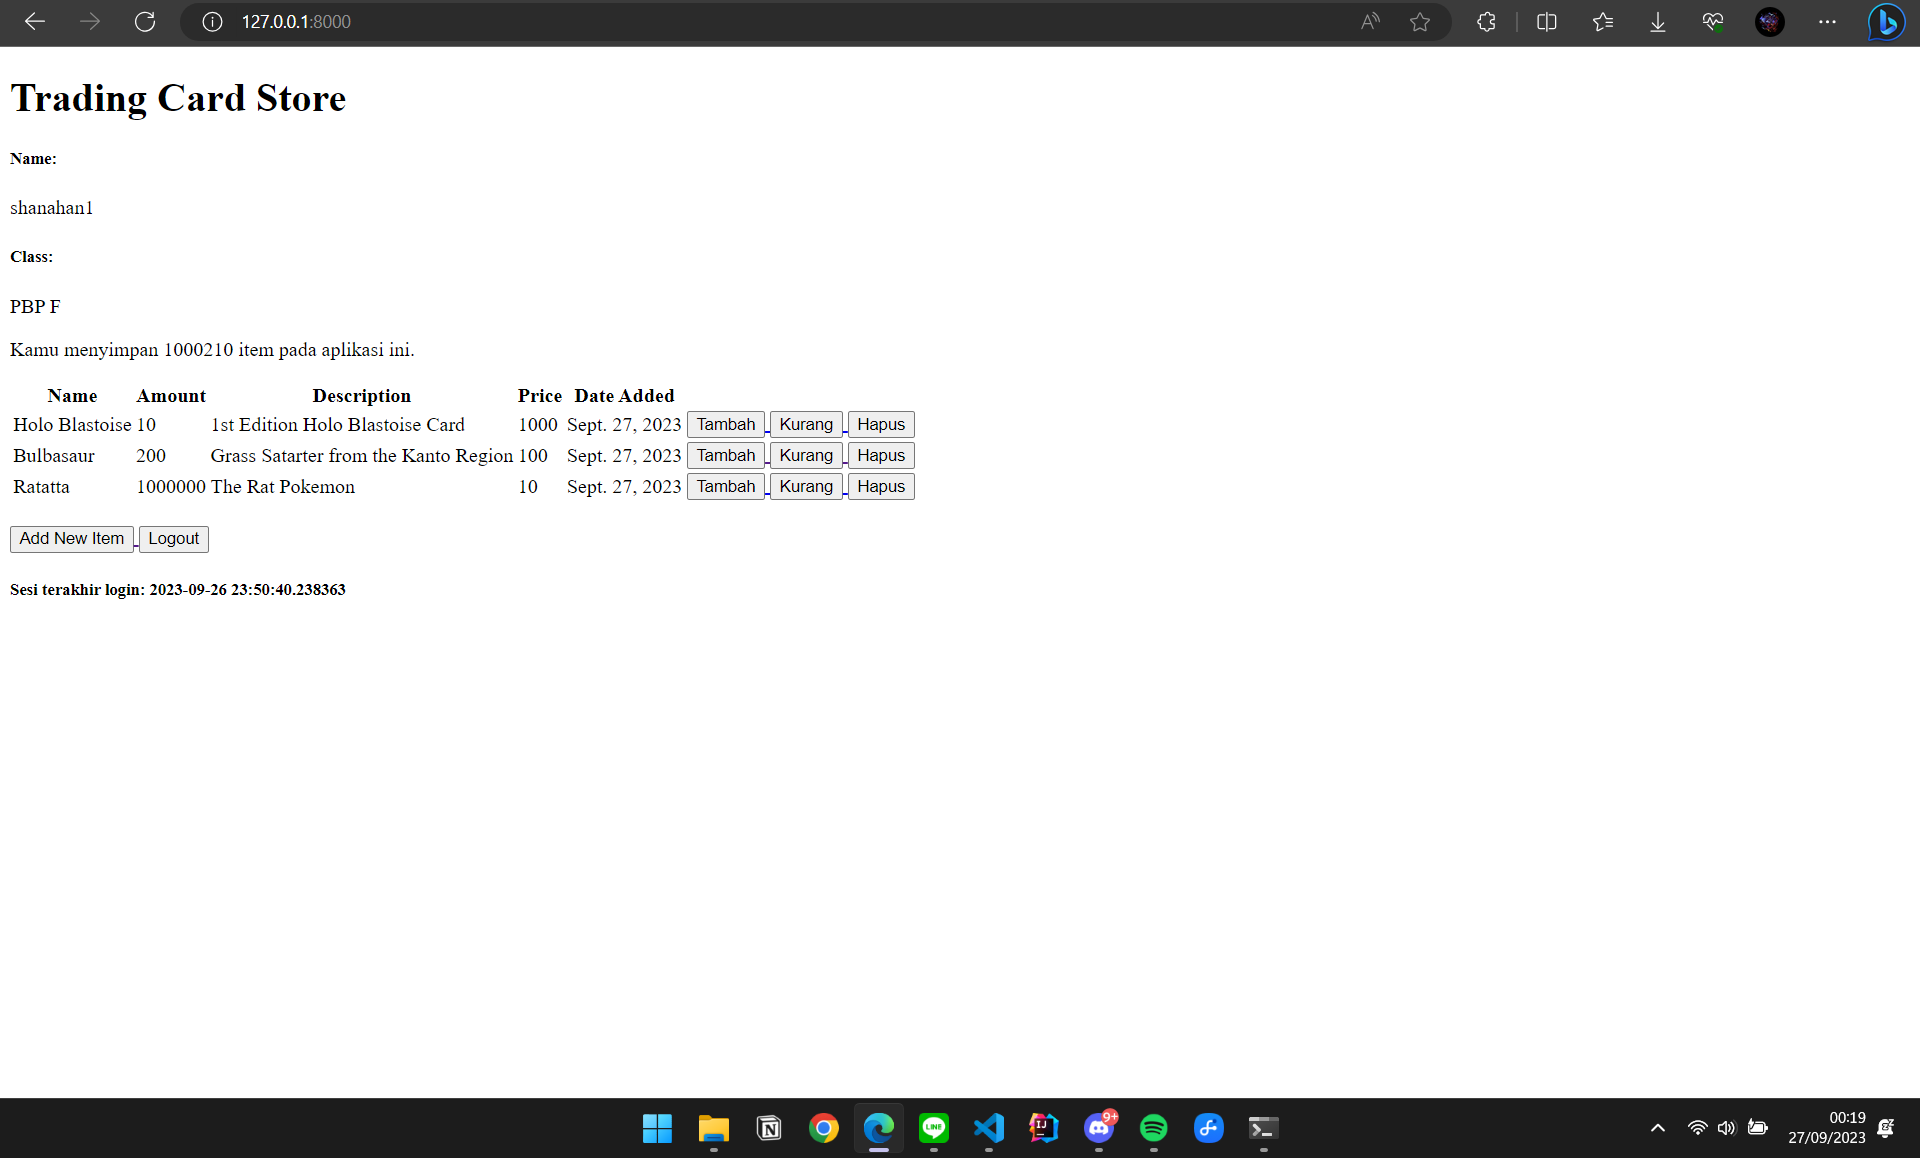 127.0.0.1:8000
Trading Card Store
Name:
shanahan1
Class:
PBP F
Kamu menyimpan 1000210 item pada aplikasi ini.
Name Amount Description Price Date Added
Holo Blastoise 10 1st Edition Holo Blastoise Card 1000 Sept. 27, 2023 Tambah Kurang Hapus
Bulbasaur 200 Grass Satarter from the Kanto Region 100 Sept. 27, 2023 Tambah Kurang Hapus
Ratatta 1000000 The Rat Pokemon 10 Sept. 27, 2023 Tambah Kurang Hapus
Add New Item Logout
Sesi terakhir login: 2023-09-26 23:50:40.238363
LINE
IJ
9+
00:19
27/09/2023